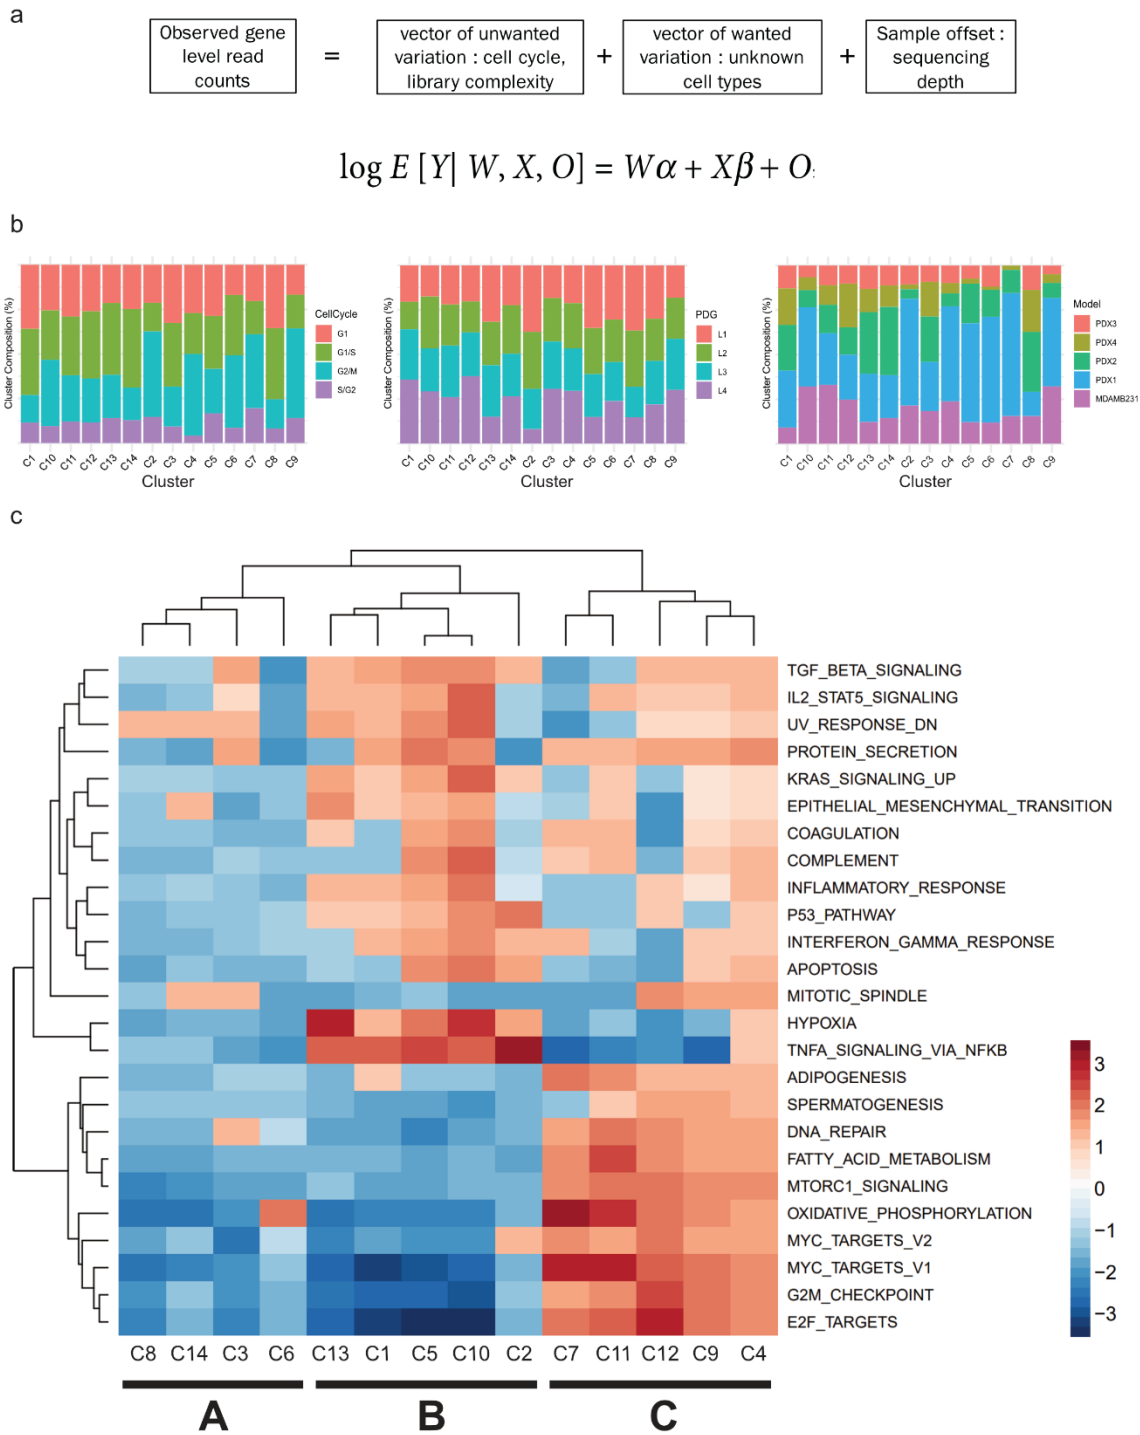 a
Observed gene
level read
counts
=
vector of unwanted
variation : cell cycle,
library complexity
+
vector of wanted
variation : unknown
cell types
+
Sample offset :
sequencing
depth
log E [Y| W, X, O] = Wα + Xβ + O
b
Cluster Composition (%)
C1 C10 C11 C12 C13 C14 C2 C3 C4 C5 C6 C7 C8 C9
Cluster
CellCycle
G1
G1/S
G2/M
S/G2
Cluster Composition (%)
C1 C10 C11 C12 C13 C14 C2 C3 C4 C5 C6 C7 C8 C9
Cluster
PDG
L1
L2
L3
L4
Cluster Composition (%)
C1 C10 C11 C12 C13 C14 C2 C3 C4 C5 C6 C7 C8 C9
Cluster
Model
PDX3
PDX4
PDX2
PDX1
MDAMB231
c
TGF_BETA_SIGNALING
IL2_STAT5_SIGNALING
UV_RESPONSE_DN
PROTEIN_SECRETION
KRAS_SIGNALING_UP
EPITHELIAL_MESENCHYMAL_TRANSITION
COAGULATION
COMPLEMENT
INFLAMMATORY_RESPONSE
P53_PATHWAY
INTERFERON_GAMMA_RESPONSE
APOPTOSIS
MITOTIC_SPINDLE
HYPOXIA
TNFA_SIGNALING_VIA_NFKB
ADIPOGENESIS
SPERMATOGENESIS
DNA_REPAIR
FATTY_ACID_METABOLISM
MTORC1_SIGNALING
OXIDATIVE_PHOSPHORYLATION
MYC_TARGETS_V2
MYC_TARGETS_V1
G2M_CHECKPOINT
E2F_TARGETS
3
2
1
0
−1
−2
−3
C8 C14 C3 C6 C13 C1 C5 C10 C2 C7 C11 C12 C9 C4
A B C